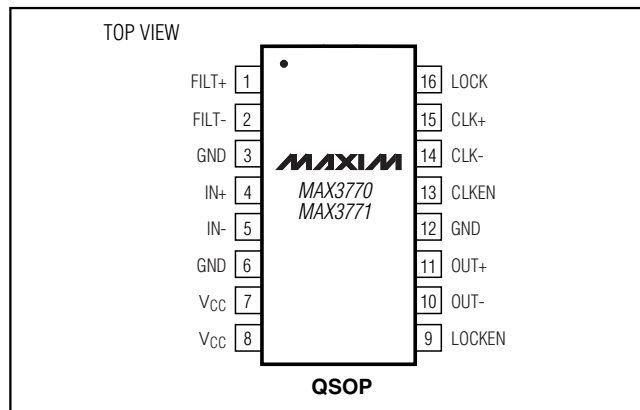 TOP VIEW
FILT+ 1
FILT- 2
GND 3
IN+ 4
IN- 5
GND 6
VCC 7
VCC 8
MAXIM
MAX3770
MAX3771
16 LOCK
15 CLK+
14 CLK-
13 CLKEN
12 GND
11 OUT+
10 OUT-
9 LOCKEN
QSOP